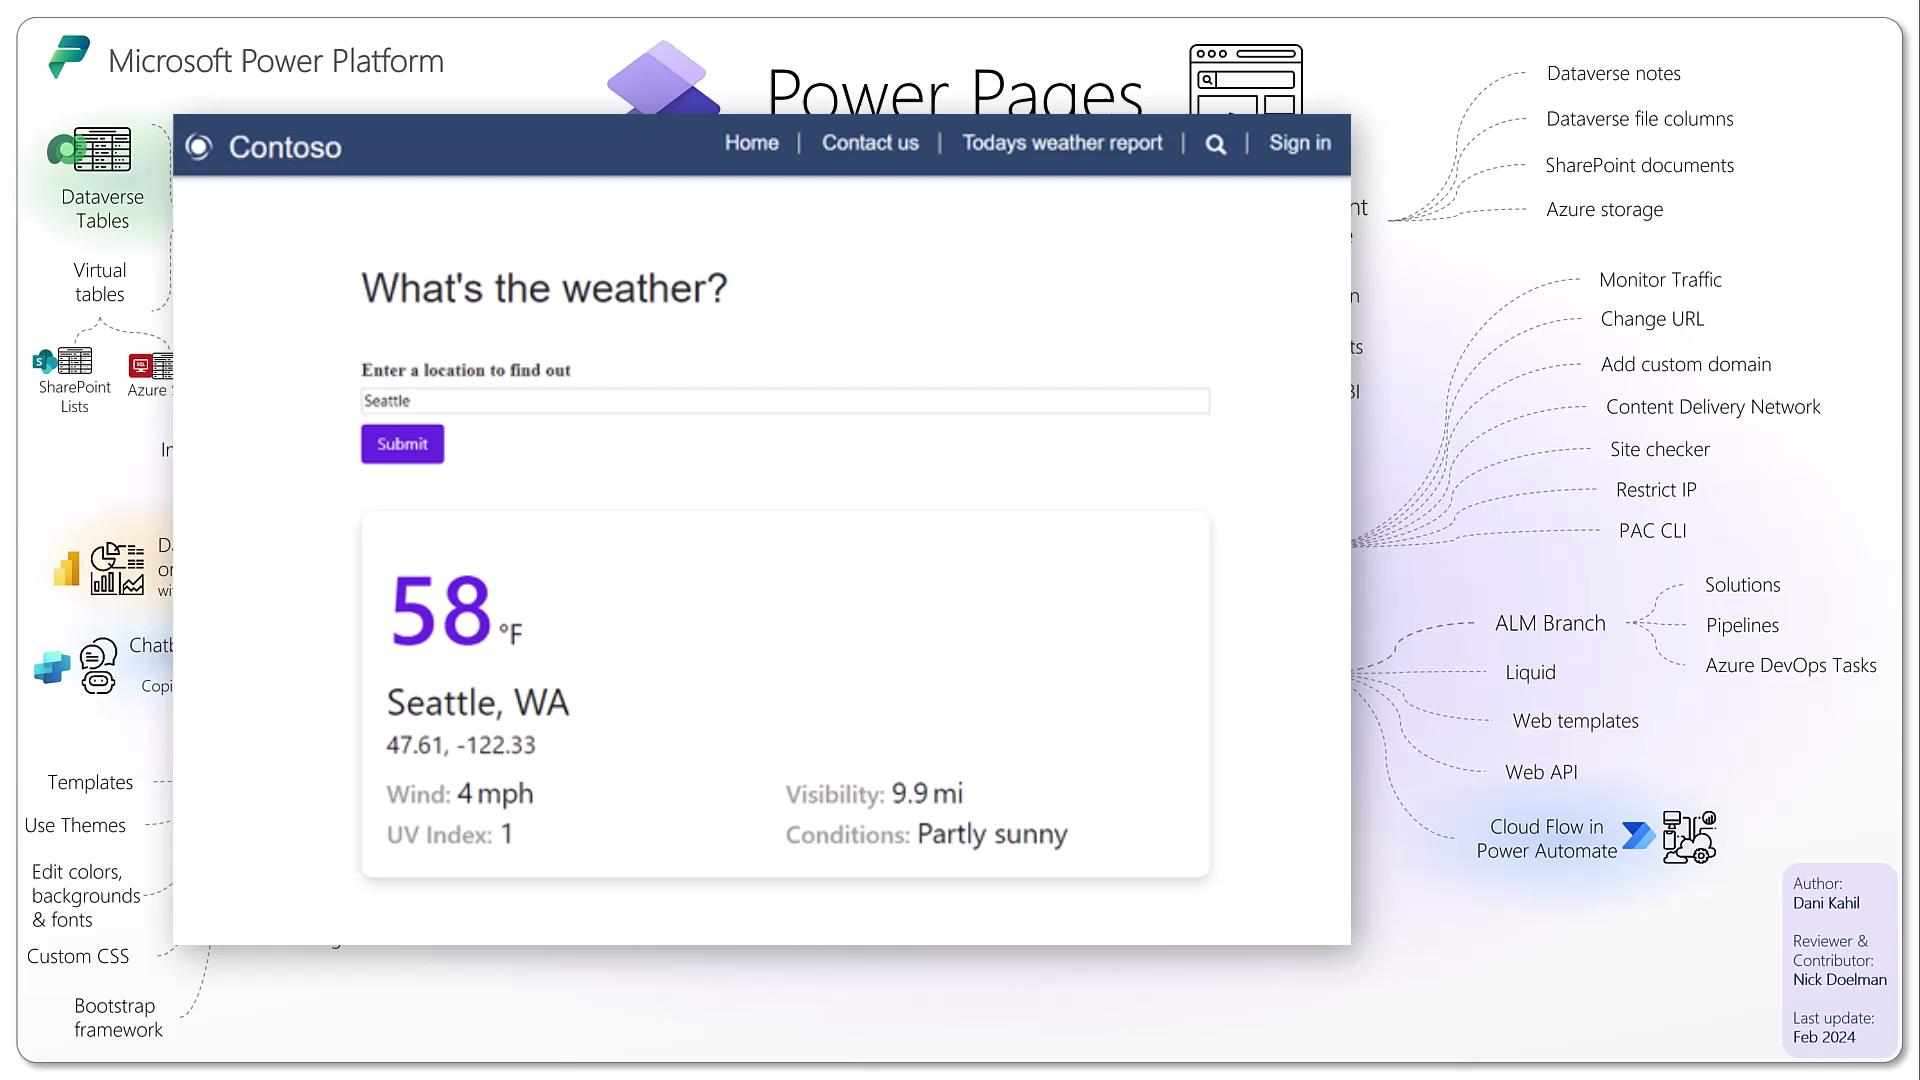 Microsoft Power Platform
Power Pages
Contoso
Home | Contact us | Todays weather report | | Sign in
What's the weather?
Enter a location to find out
Seattle
Submit
58 °F
Seattle, WA
47.61, -122.33
Wind: 4 mph
Visibility: 9.9 mi
UV Index: 1
Conditions: Partly sunny
Dataverse
Tables
Virtual
tables
SharePoint
Lists
Azure
Templates
Use Themes
Edit colors,
backgrounds
& fonts
Custom CSS
Bootstrap
framework
Dataverse notes
Dataverse file columns
SharePoint documents
Azure storage
Monitor Traffic
Change URL
Add custom domain
Content Delivery Network
Site checker
Restrict IP
PAC CLI
ALM Branch
Solutions
Pipelines
Azure DevOps Tasks
Liquid
Web templates
Web API
Cloud Flow in
Power Automate
Author:
Dani Kahil
Reviewer &
Contributor:
Nick Doelman
Last update:
Feb 2024